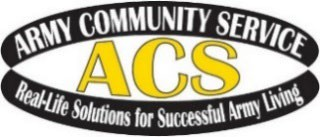 ARMY COMMUNITY SERVICE
ACS
Real-Life Solutions for Successful Army Living